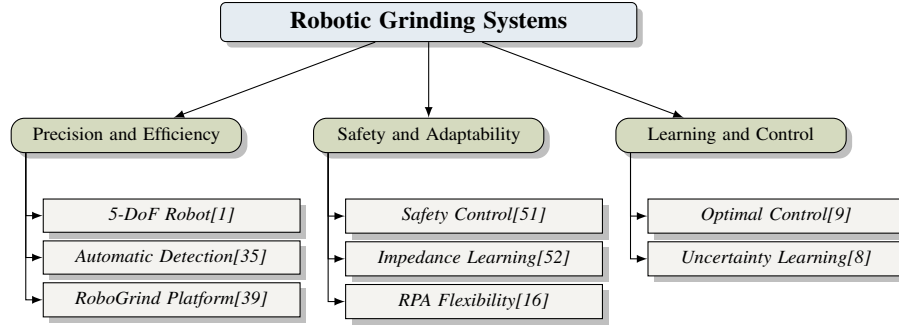 Robotic Grinding Systems
Precision and Efficiency
Safety and Adaptability
Learning and Control
5-DoF Robot[1]
Automatic Detection[35]
RoboGrind Platform[39]
Safety Control[51]
Impedance Learning[52]
RPA Flexibility[16]
Optimal Control[9]
Uncertainty Learning[8]